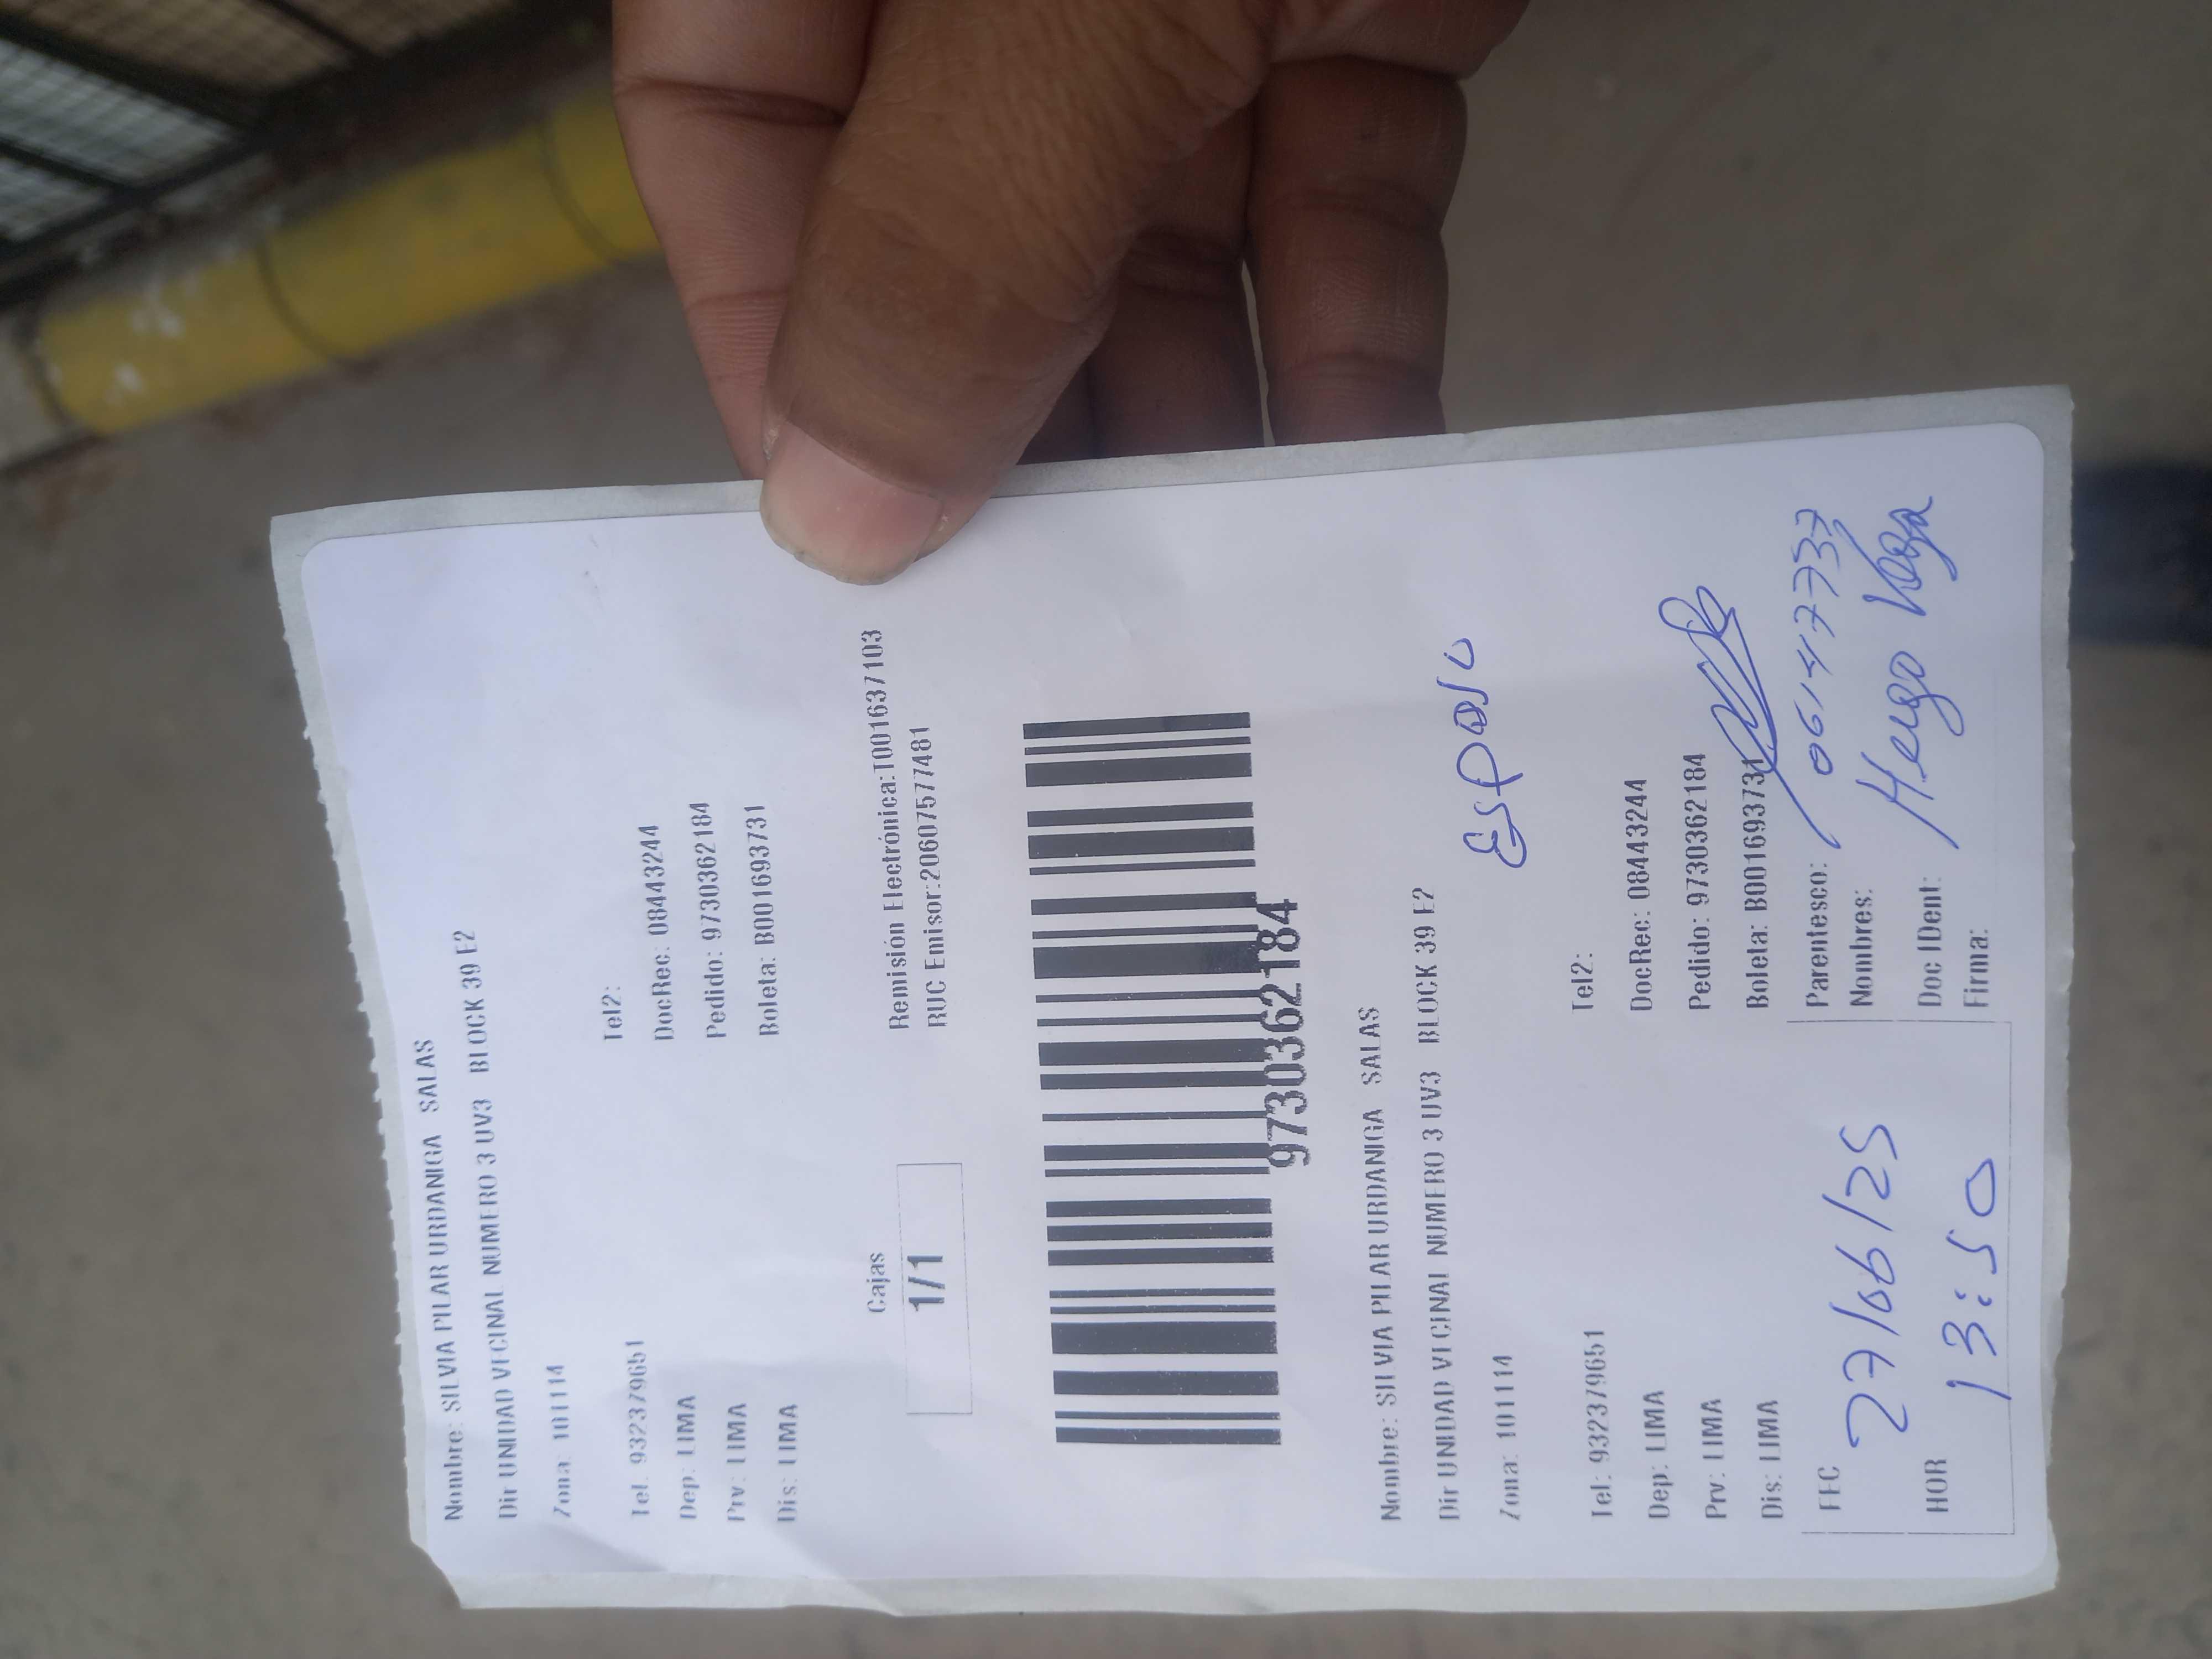 Nombre: SILVIA PILAR URDANIGA SALAS
Dir UNIDAD VECINAL NUMERO 3 UV3 BLOCK 39 E2
Zona: 101114
Tel: 932379651 Tel2:
Dep: LIMA DocRec: 08443244
Prv: LIMA Pedido: 97303621​84
Dis: LIMA Boleta: B001693731
Cajas Remisión Electrónica:T001637103
1/1 RUC Emisor:20607577481
9730362184
Nombre: SILVIA PILAR URDANIGA SALAS
Dir UNIDAD VECINAL NUMERO 3 UV3 BLOCK 39 E2
Zona: 101114 Esposo
Tel: 932379651 Tel2:
Dep: LIMA DocRec: 08443244
Prv: LIMA Pedido: 9730362184
Dis: LIMA Boleta: B001693731
FEC 27/06/25 Parentesco: 06147737
Nombres: Hugo Vega
HOR 13:50 Doc IDent:
Firma: